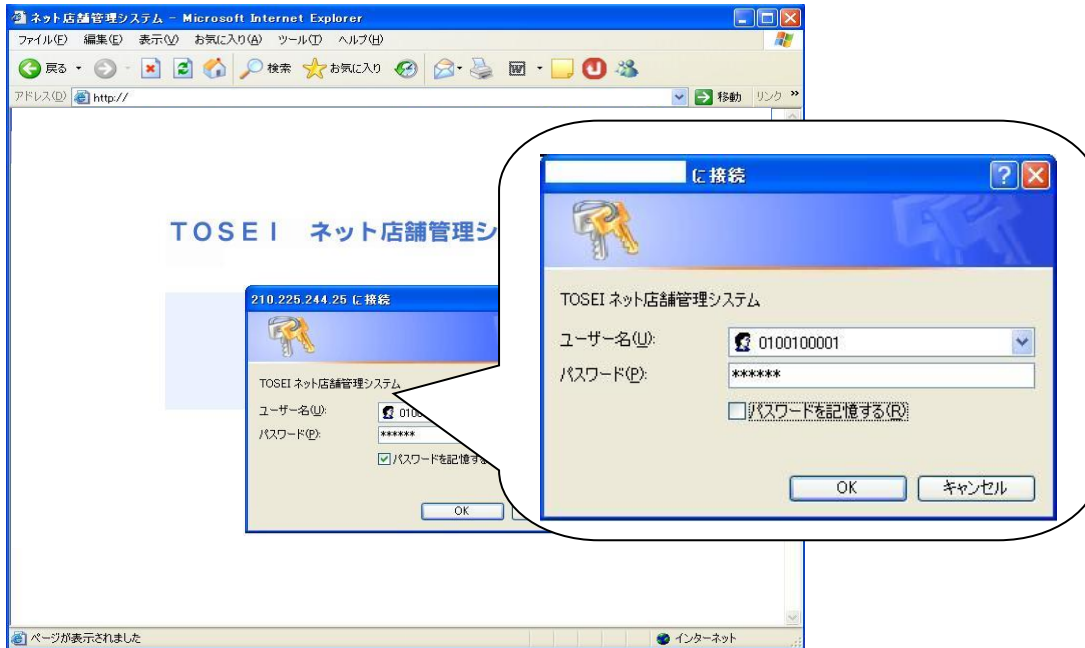 ネット店舗管理システム - Microsoft Internet Explorer
ファイル(F) 編集(E) 表示(V) お気に入り(A) ツール(T) ヘルプ(H)
戻る 検索 お気に入り
アドレス(D) http:// 移動 リンク »
TOSEI ネット店舗管理シ
210.225.244.25 に接続
TOSEI ネット店舗管理システム
ユーザー名(U): 0100
パスワード(P): ******
パスワードを記憶する
OK
に接続
TOSEI ネット店舗管理システム
ユーザー名(U): 0100100001
パスワード(P): ******
パスワードを記憶する(R)
OK キャンセル
ページが表示されました インターネット